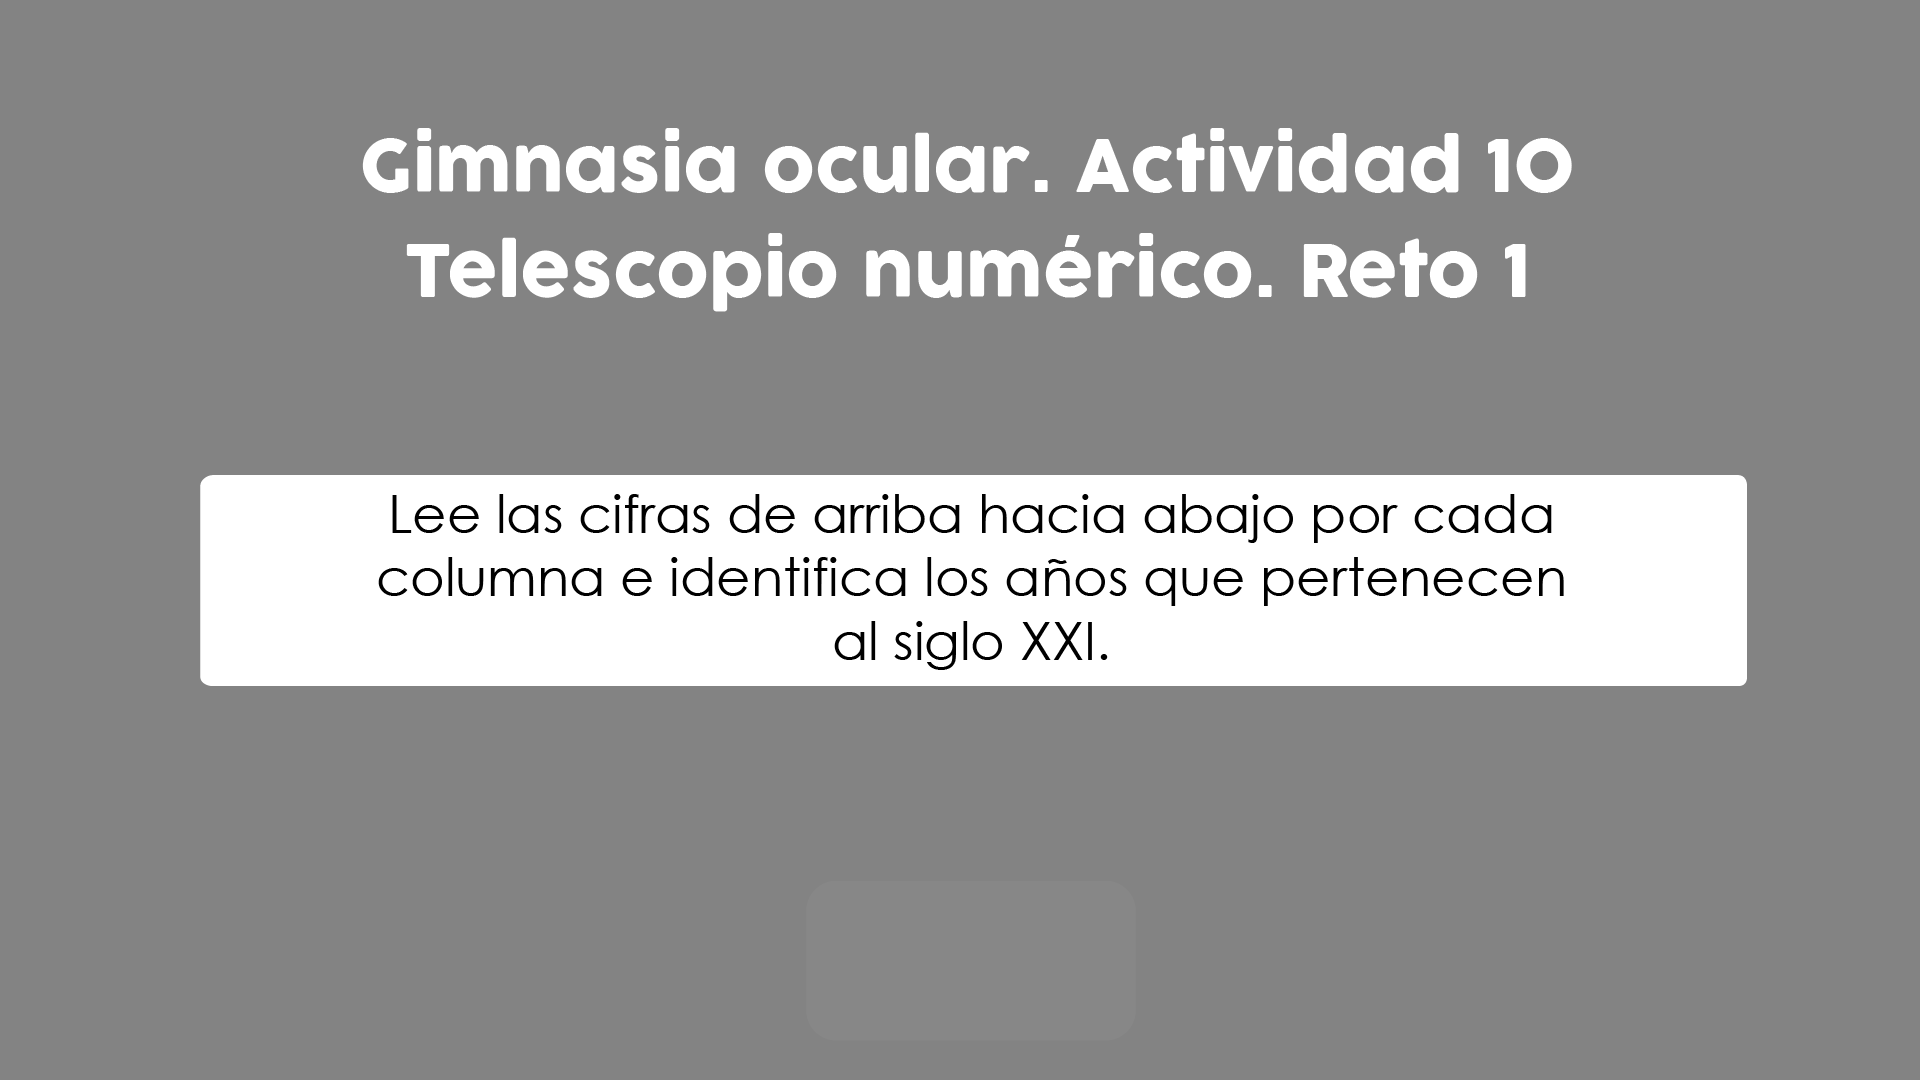 Gimnasia ocular. Actividad 10
Telescopio numérico. Reto 1
Lee las cifras de arriba hacia abajo por cada
columna e identifica los años que pertenecen
al siglo XXI.